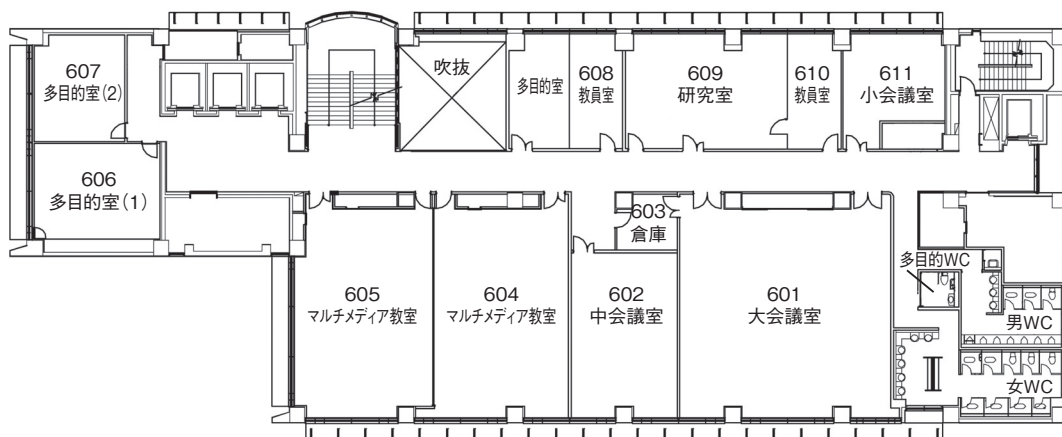 607
多目的室(2)
吹抜
多目的室
608
教員室
609
研究室
610
教員室
611
小会議室
606
多目的室(1)
603
倉庫
多目的WC
605
マルチメディア教室
604
マルチメディア教室
602
中会議室
601
大会議室
男WC
女WC